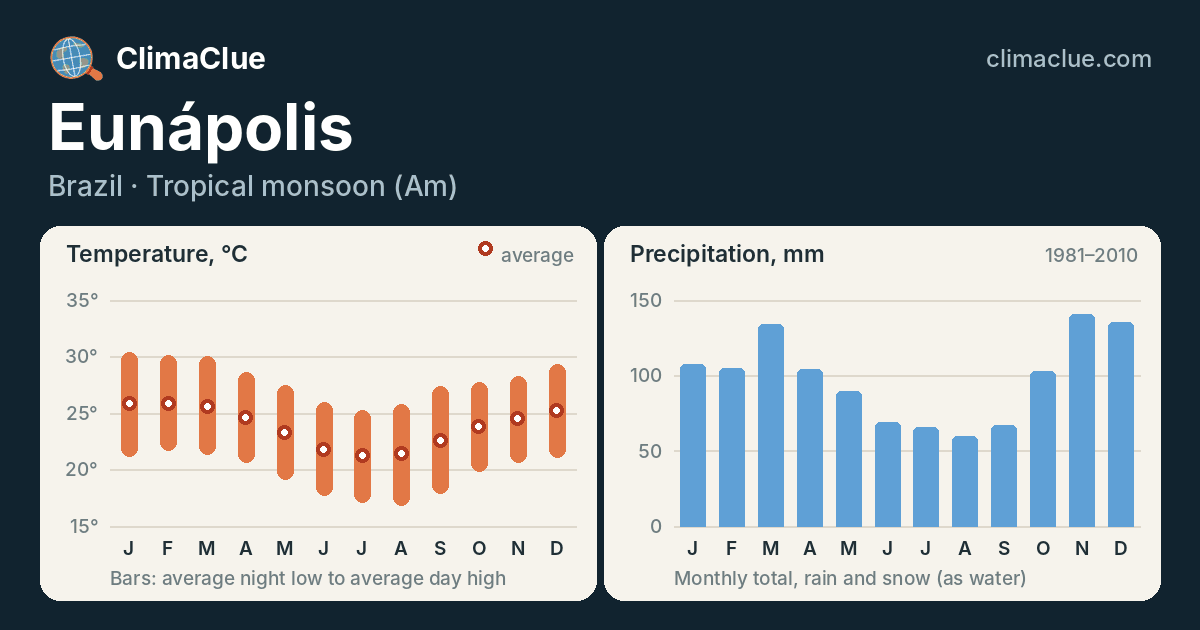 ClimaClue
climaclue.com
Eunápolis
Brazil · Tropical monsoon (Am)
Temperature, °C
average
35°
30°
25°
20°
15°
J F M A M J J A S O N D
Bars: average night low to average day high
Precipitation, mm
1981–2010
150
100
50
0
J F M A M J J A S O N D
Monthly total, rain and snow (as water)